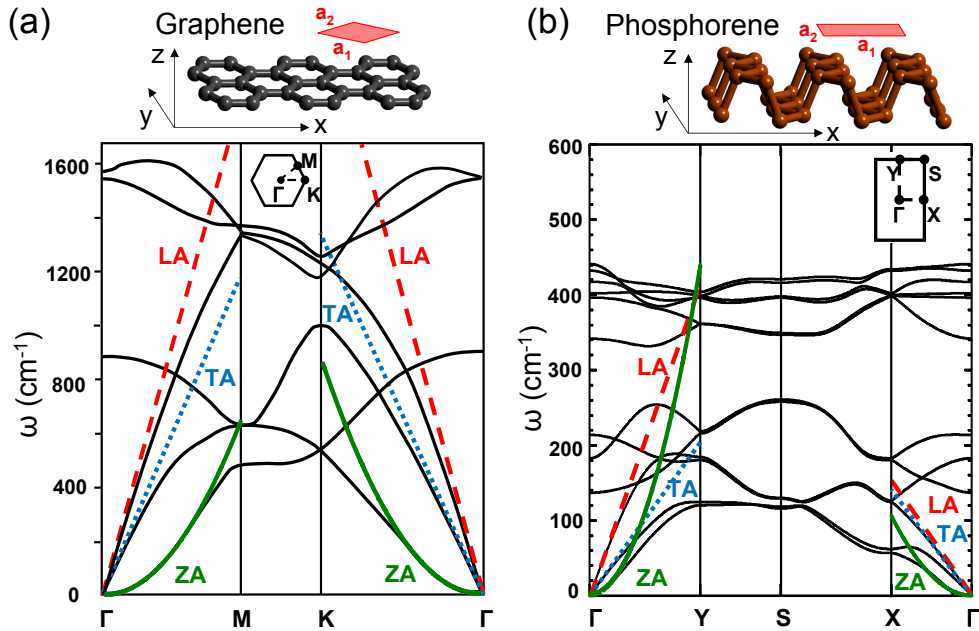 (a)
Graphene
a₂
a₁
z
y
x
1600
1200
1000
800
400
0
ω (cm⁻¹)
M
Γ
K
LA
LA
TA
TA
ZA
ZA
Γ
M
K
Γ
(b)
Phosphorene
a₂
a₁
z
y
x
600
500
400
300
200
100
0
ω (cm⁻¹)
Y
S
Γ
X
LA
TA
ZA
LA
TA
ZA
Γ
Y
S
X
Γ